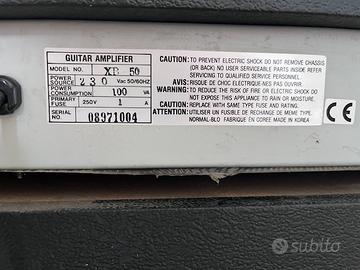 GUITAR AMPLIFIER
MODEL NO. XB 50
POWER SOURCE 230 Vac 50/60HZ
POWER CONSUMPTION 100 VA
PRIMARY FUSE 250V 1 A
SERIAL NO. 08971004
CAUTION: TO PREVENT ELECTRIC SHOCK DO NOT REMOVE CHASSIS
(OR BACK) NO USER SERVICEABLE PARTS INSIDE REFER
SERVICING TO QUALIFIED SERVICE PERSONNEL.
AVIS: RISQUE DE CHOC ELECTRIQUE NE PAS OUVRIR.
WARNING: TO REDUCE THE RISK OF FIRE OR ELECTRIC SHOCK DO
NOT EXPOSE THIS APPLIANCE TO RAIN OR MOISTURE.
CAUTION: REPLACE WITH SAME TYPE FUSE AND RATING.
ATTENTION: UTILISER UN FUSIBLE DE RECHANGE DE MEME TYPE.
NORMAL-BLO FABRIQUE EN COREE MADE IN KOREA
subito